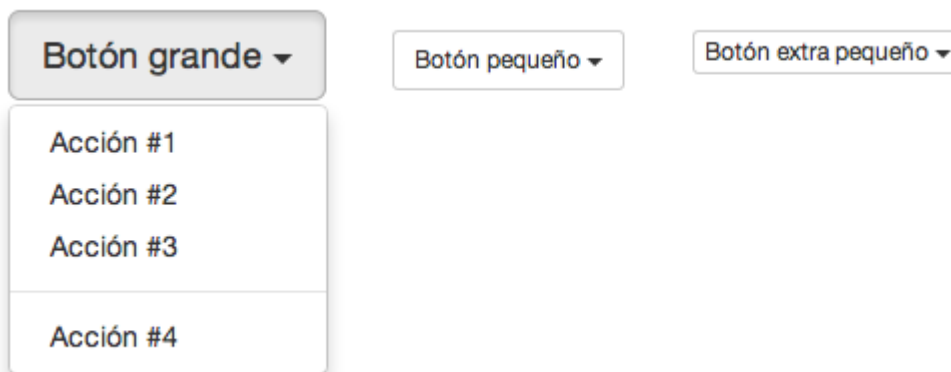 Botón grande
Botón pequeño
Botón extra pequeño
Acción #1
Acción #2
Acción #3
Acción #4